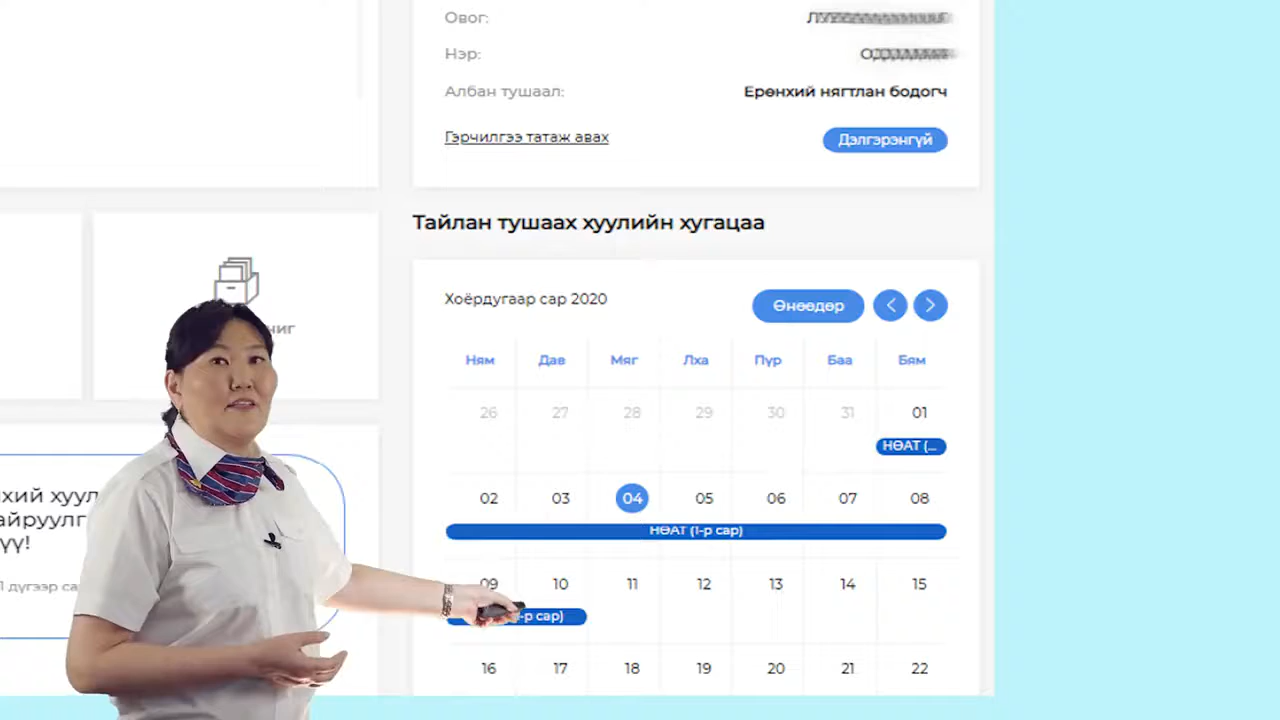 Овог:
Нэр:
Албан тушаал: Ерөнхий нягтлан бодогч
Гэрчилгээ татаж авах
Дэлгэрэнгүй
Тайлан тушаах хуулийн хугацаа
Хоёрдугаар сар 2020
Өнөөдөр
Ням Дав Мяг Лха Пүр Баа Бям
26 27 28 29 30 31 01
НӨАТ (...
02 03 04 05 06 07 08
НӨАТ (1-р сар)
09 10 11 12 13 14 15
-р сар)
16 17 18 19 20 21 22
чиг
хий хуул
айруулг
үү!
1 дүгээр са